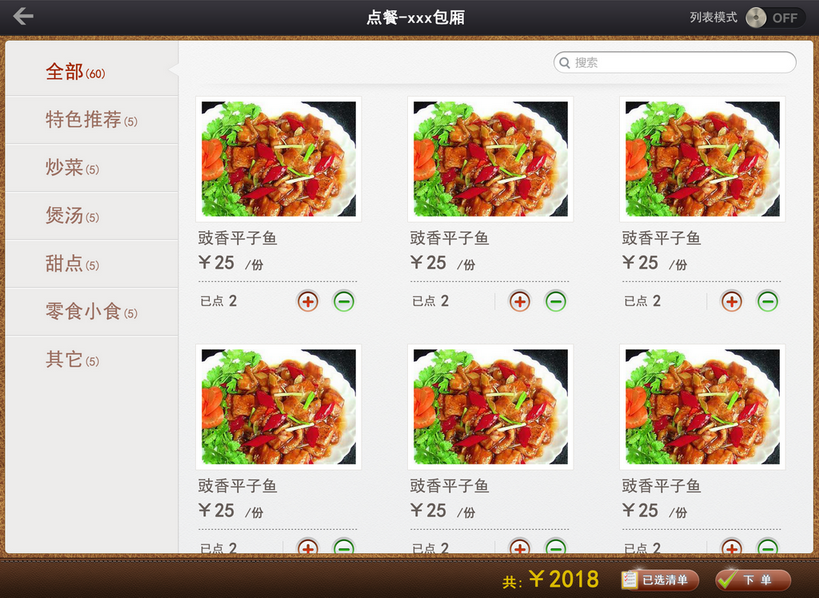 点餐-xxx包厢
列表模式 OFF
全部(60)
特色推荐(5)
炒菜(5)
煲汤(5)
甜点(5)
零食小食(5)
其它(5)
搜索
豉香平子鱼 豉香平子鱼 豉香平子鱼
￥25 /份 ￥25 /份 ￥25 /份
已点 2 已点 2 已点 2
豉香平子鱼 豉香平子鱼 豉香平子鱼
￥25 /份 ￥25 /份 ￥25 /份
已点 2 已点 2 已点 2
共:￥2018 已选清单 下 单